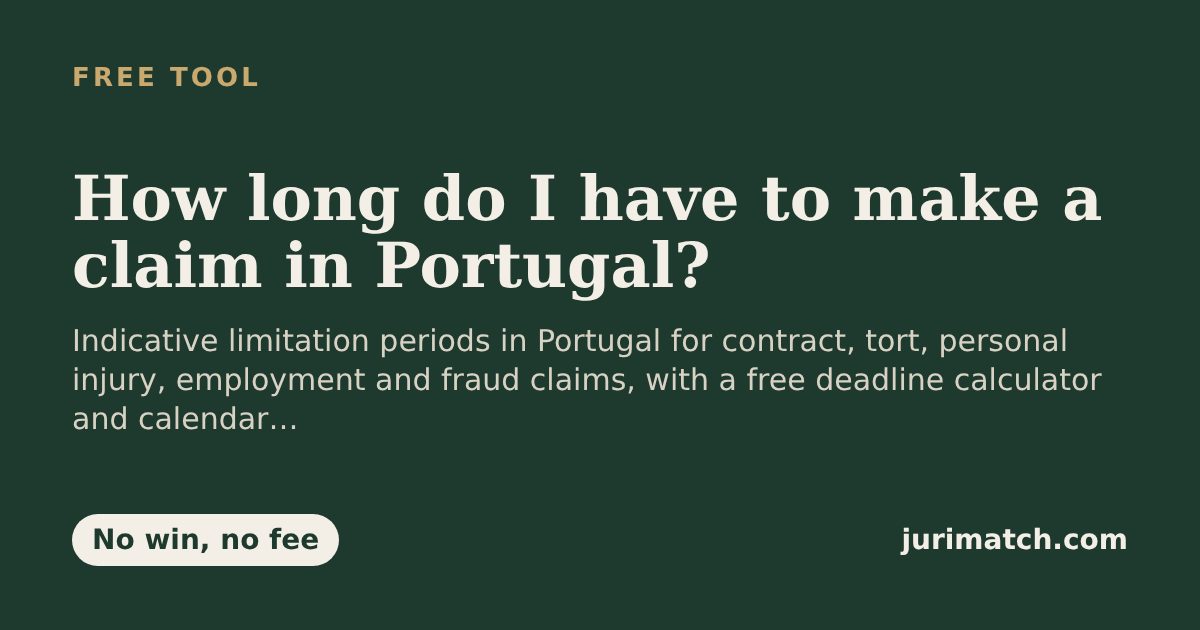 FREE TOOL
How long do I have to make a
claim in Portugal?
Indicative limitation periods in Portugal for contract, tort, personal
injury, employment and fraud claims, with a free deadline calculator
and calendar…
No win, no fee
jurimatch.com